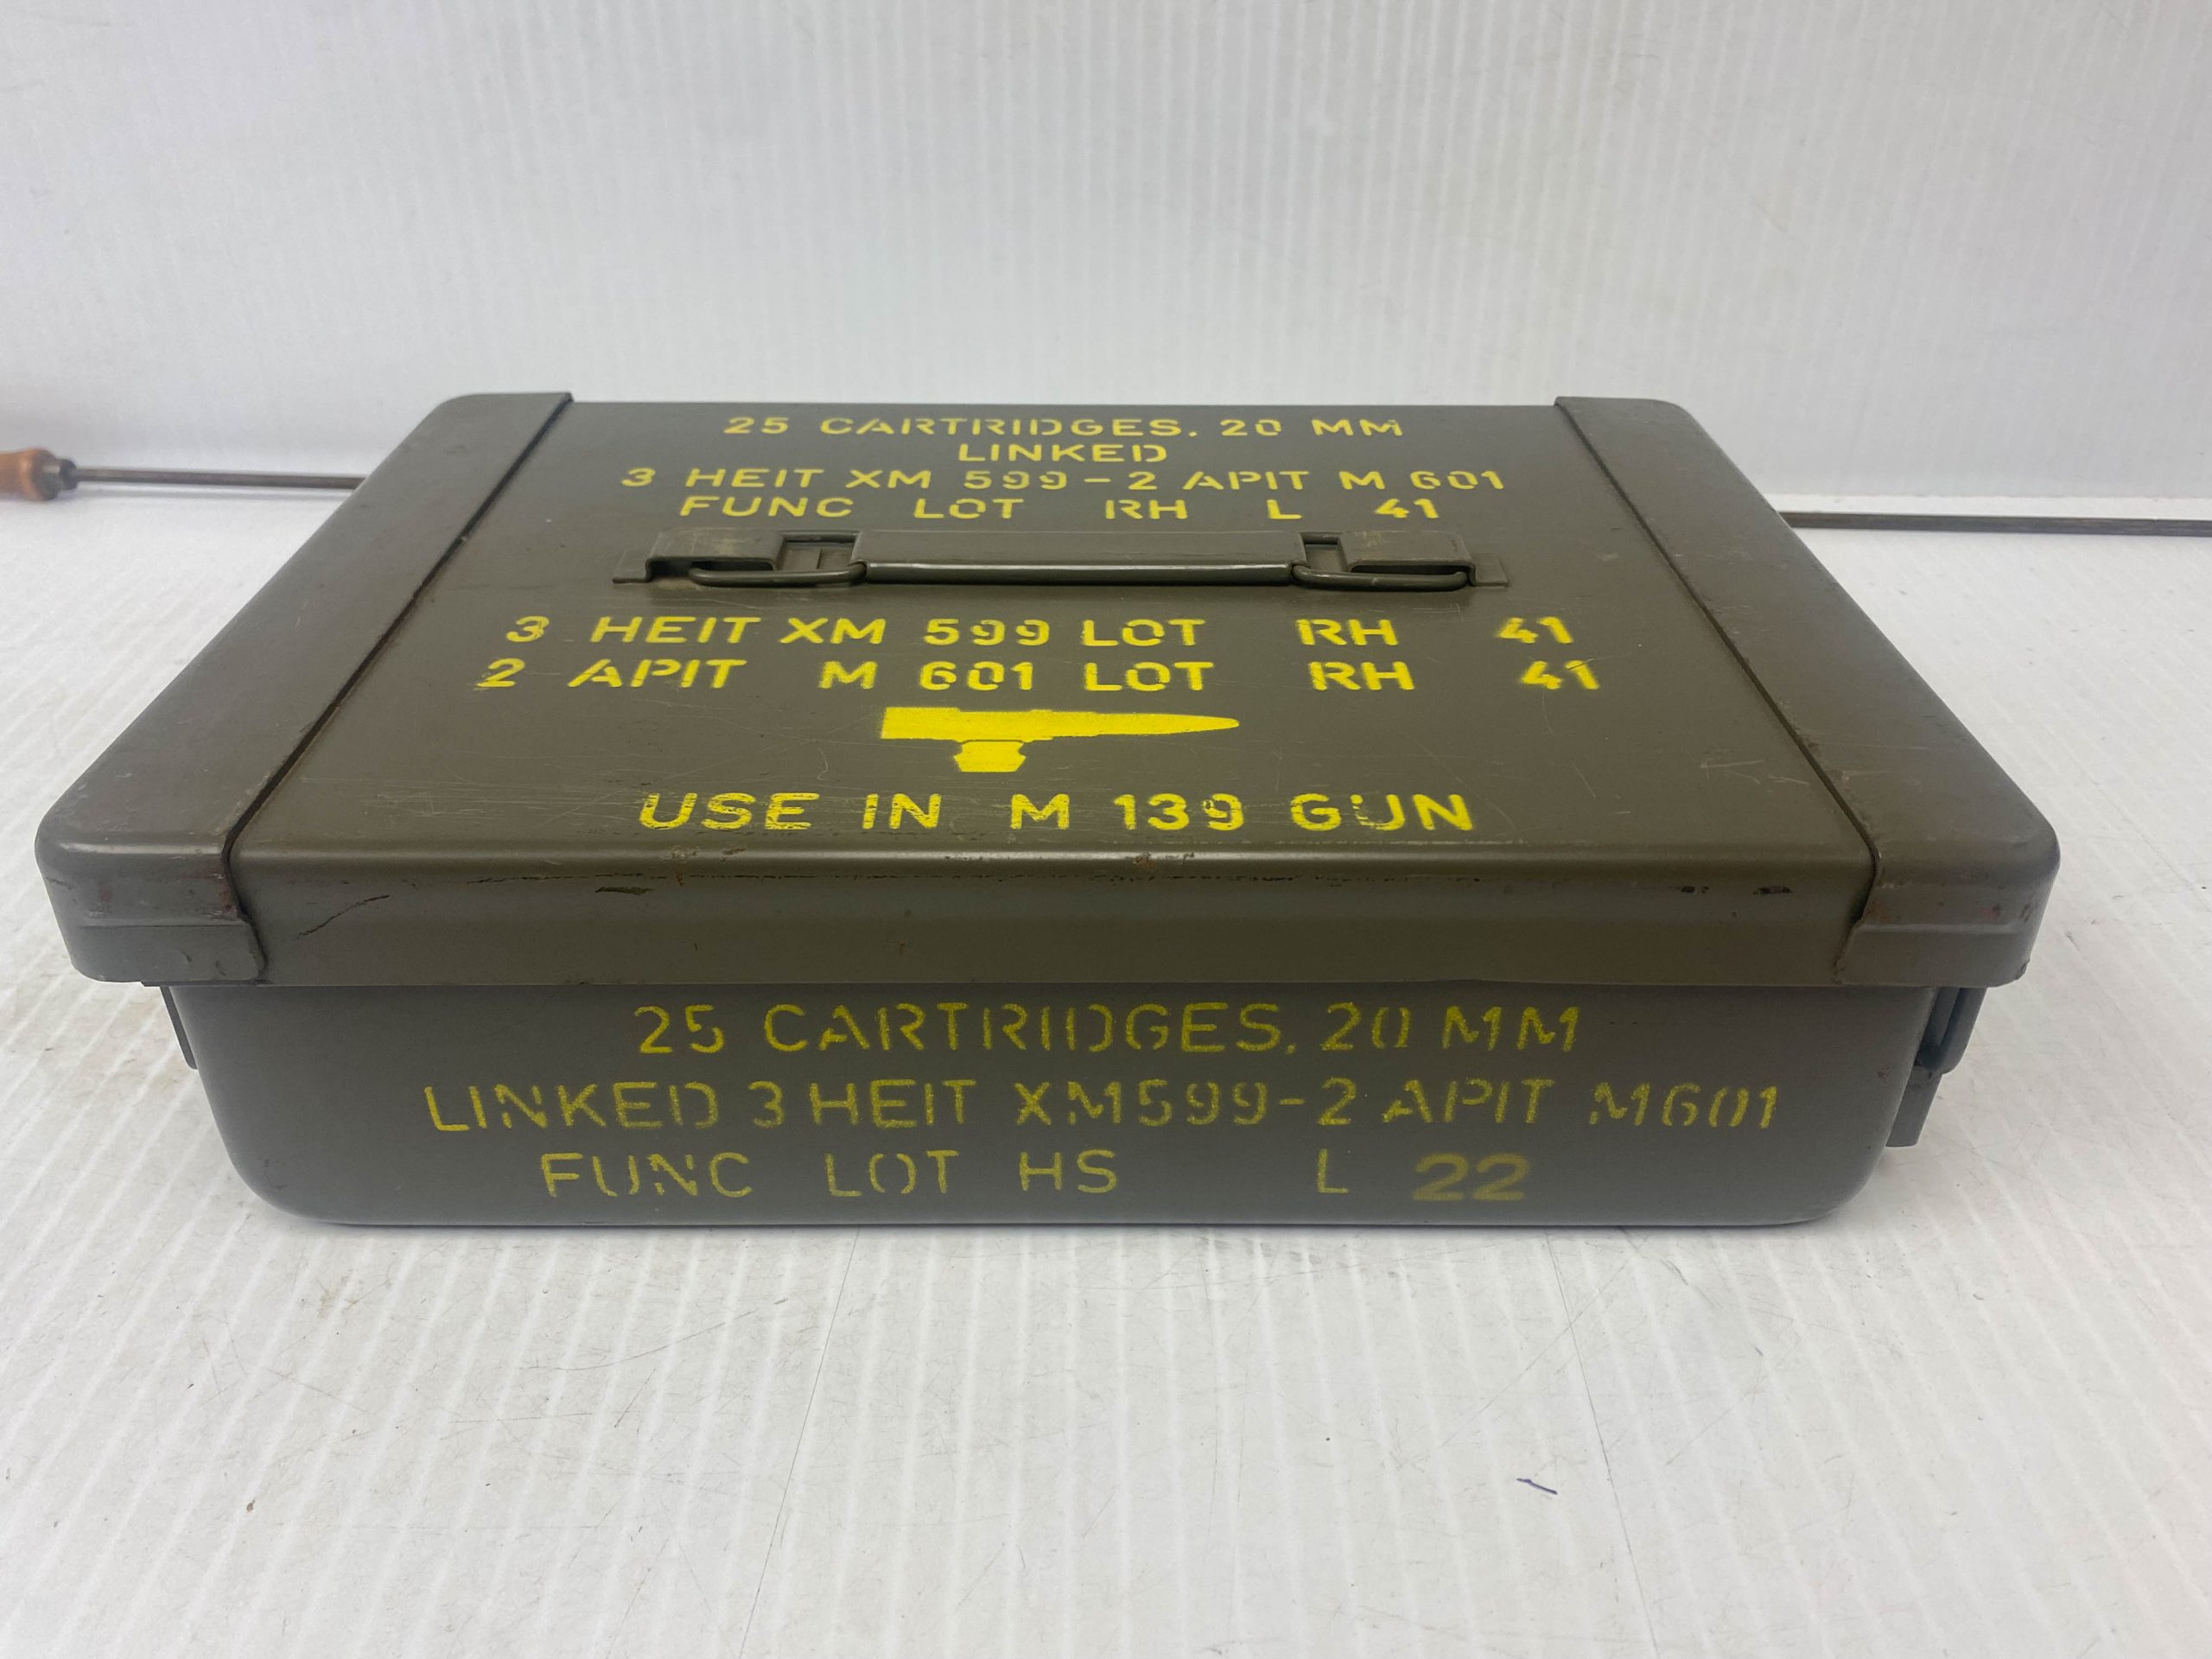 25 CARTRIDGES, 20 MM
LINKED
3 HEIT XM 599-2 APIT M 601
FUNC LOT RH L 41
3 HEIT XM 599 LOT RH 41
2 APIT M 601 LOT RH 41
USE IN M 139 GUN
25 CARTRIDGES, 20 MM
LINKED 3 HEIT XM599-2 APIT M601
FUNC LOT HS L 22